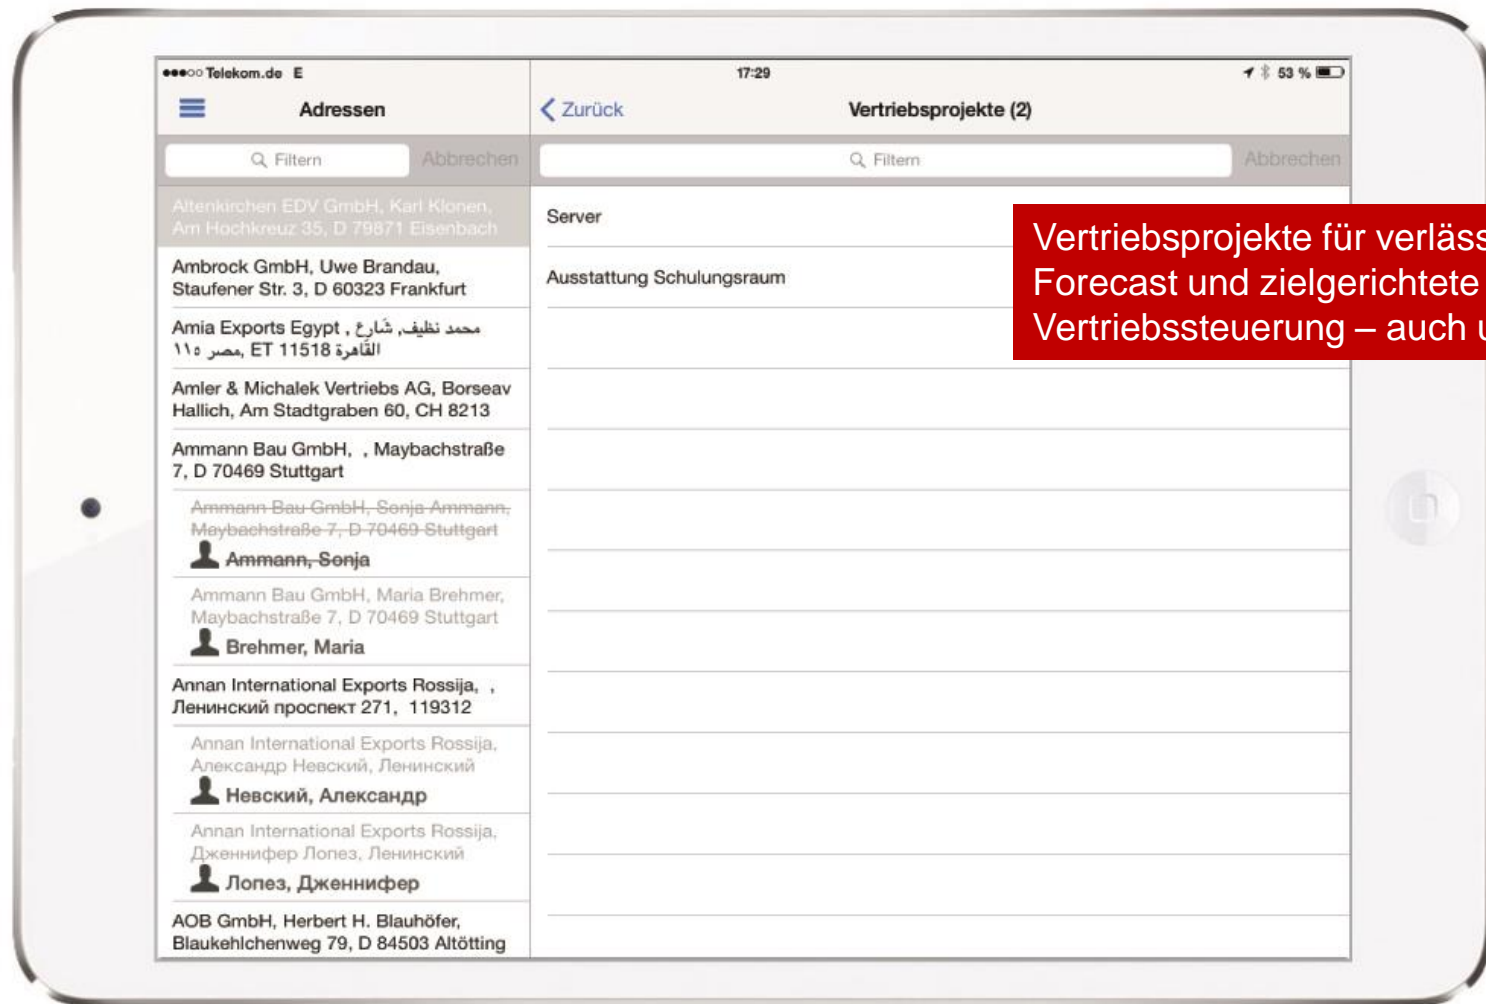 Telekom.de E
17:29
53 %
Adressen
Zurück
Vertriebsprojekte (2)
Filtern
Abbrechen
Filtern
Abbrechen
Altenkirchen EDV GmbH, Karl Klonen,
Am Hochkreuz 35, D 79871 Eisenbach
Ambrock GmbH, Uwe Brandau,
Staufener Str. 3, D 60323 Frankfurt
Amia Exports Egypt , محمد نظيف, شارع
القاهرة ET 11518 ,مصر ١١٥
Amler & Michalek Vertriebs AG, Borseav
Hallich, Am Stadtgraben 60, CH 8213
Ammann Bau GmbH, , Maybachstraße
7, D 70469 Stuttgart
Ammann Bau GmbH, Sonja Ammann,
Maybachstraße 7, D 70469 Stuttgart
Ammann, Sonja
Ammann Bau GmbH, Maria Brehmer,
Maybachstraße 7, D 70469 Stuttgart
Brehmer, Maria
Annan International Exports Rossija, ,
Ленинский проспект 271, 119312
Annan International Exports Rossija,
Александр Невский, Ленинский
Невский, Александр
Annan International Exports Rossija,
Дженнифер Лопез, Ленинский
Лопез, Дженнифер
AOB GmbH, Herbert H. Blauhöfer,
Blaukehlchenweg 79, D 84503 Altötting
Server
Ausstattung Schulungsraum
Vertriebsprojekte für verläss
Forecast und zielgerichtete
Vertriebssteuerung – auch u